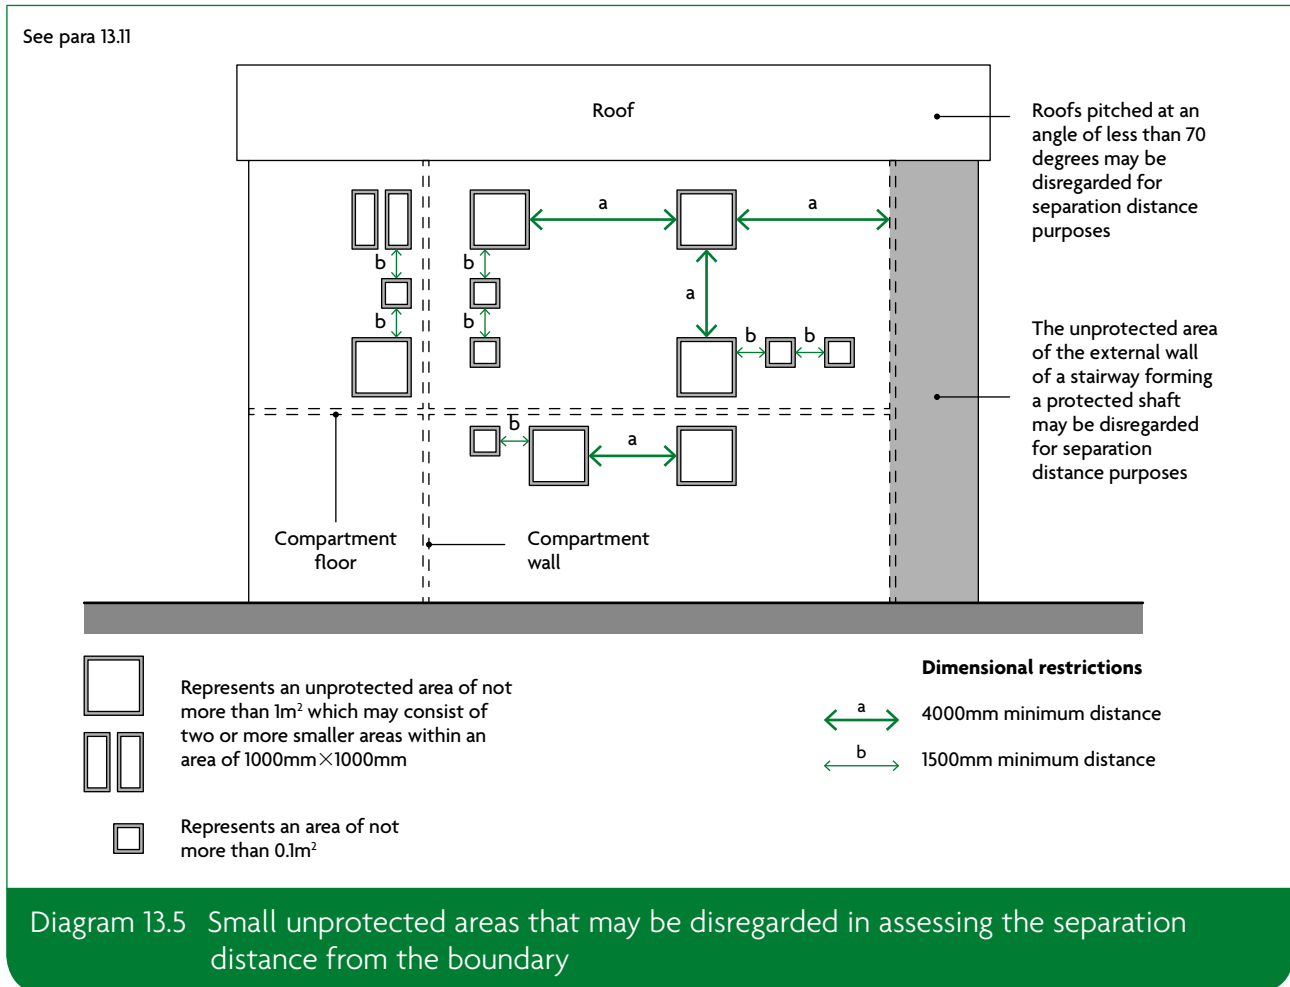 See para 13.11
Roof
Roofs pitched at an
angle of less than 70
degrees may be
disregarded for
separation distance
purposes
a
a
b
b
a
b
b
b
b
The unprotected area
of the external wall
of a stairway forming
a protected shaft
may be disregarded
for separation
distance purposes
b
a
Compartment
floor
Compartment
wall
Represents an unprotected area of not
more than 1m² which may consist of
two or more smaller areas within an
area of 1000mm×1000mm
Represents an area of not
more than 0.1m²
Dimensional restrictions
a
4000mm minimum distance
b
1500mm minimum distance
Diagram 13.5 Small unprotected areas that may be disregarded in assessing the separation
distance from the boundary